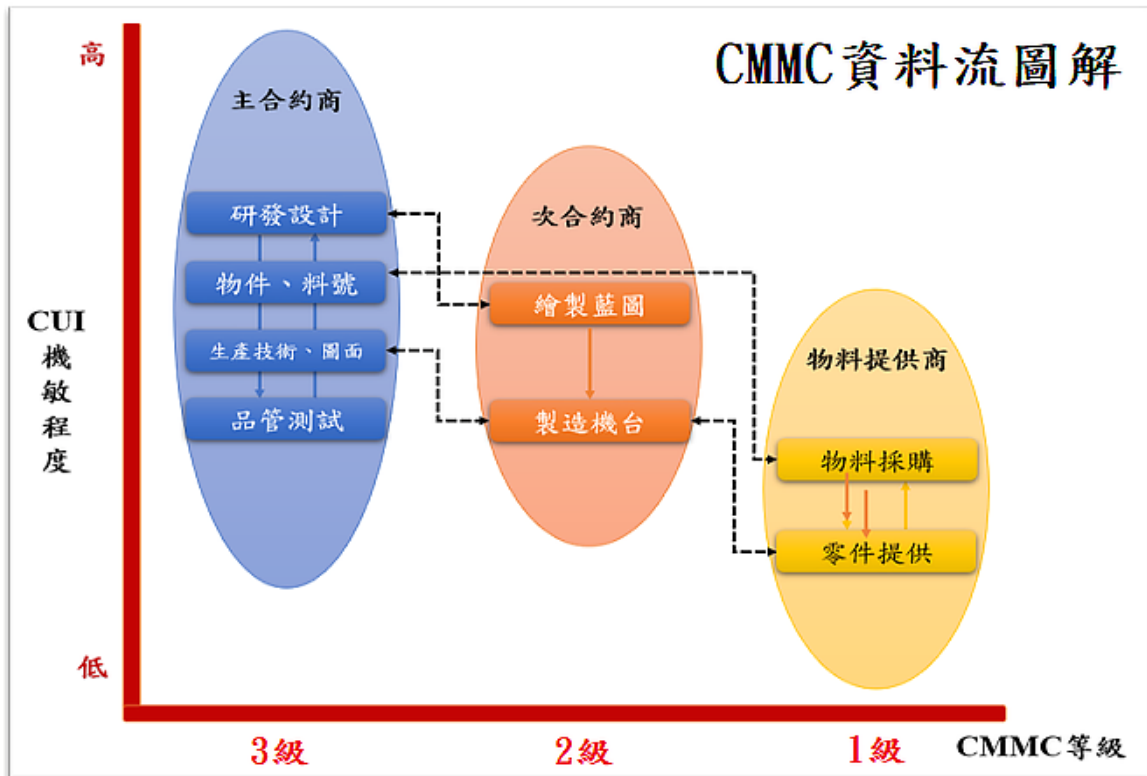 CMMC資料流圖解
高
CUI
機
敏
程
度
低
主合約商
研發設計
物件、料號
生產技術、圖面
品管測試
次合約商
繪製藍圖
製造機台
物料提供商
物料採購
零件提供
3級
2級
1級
CMMC等級